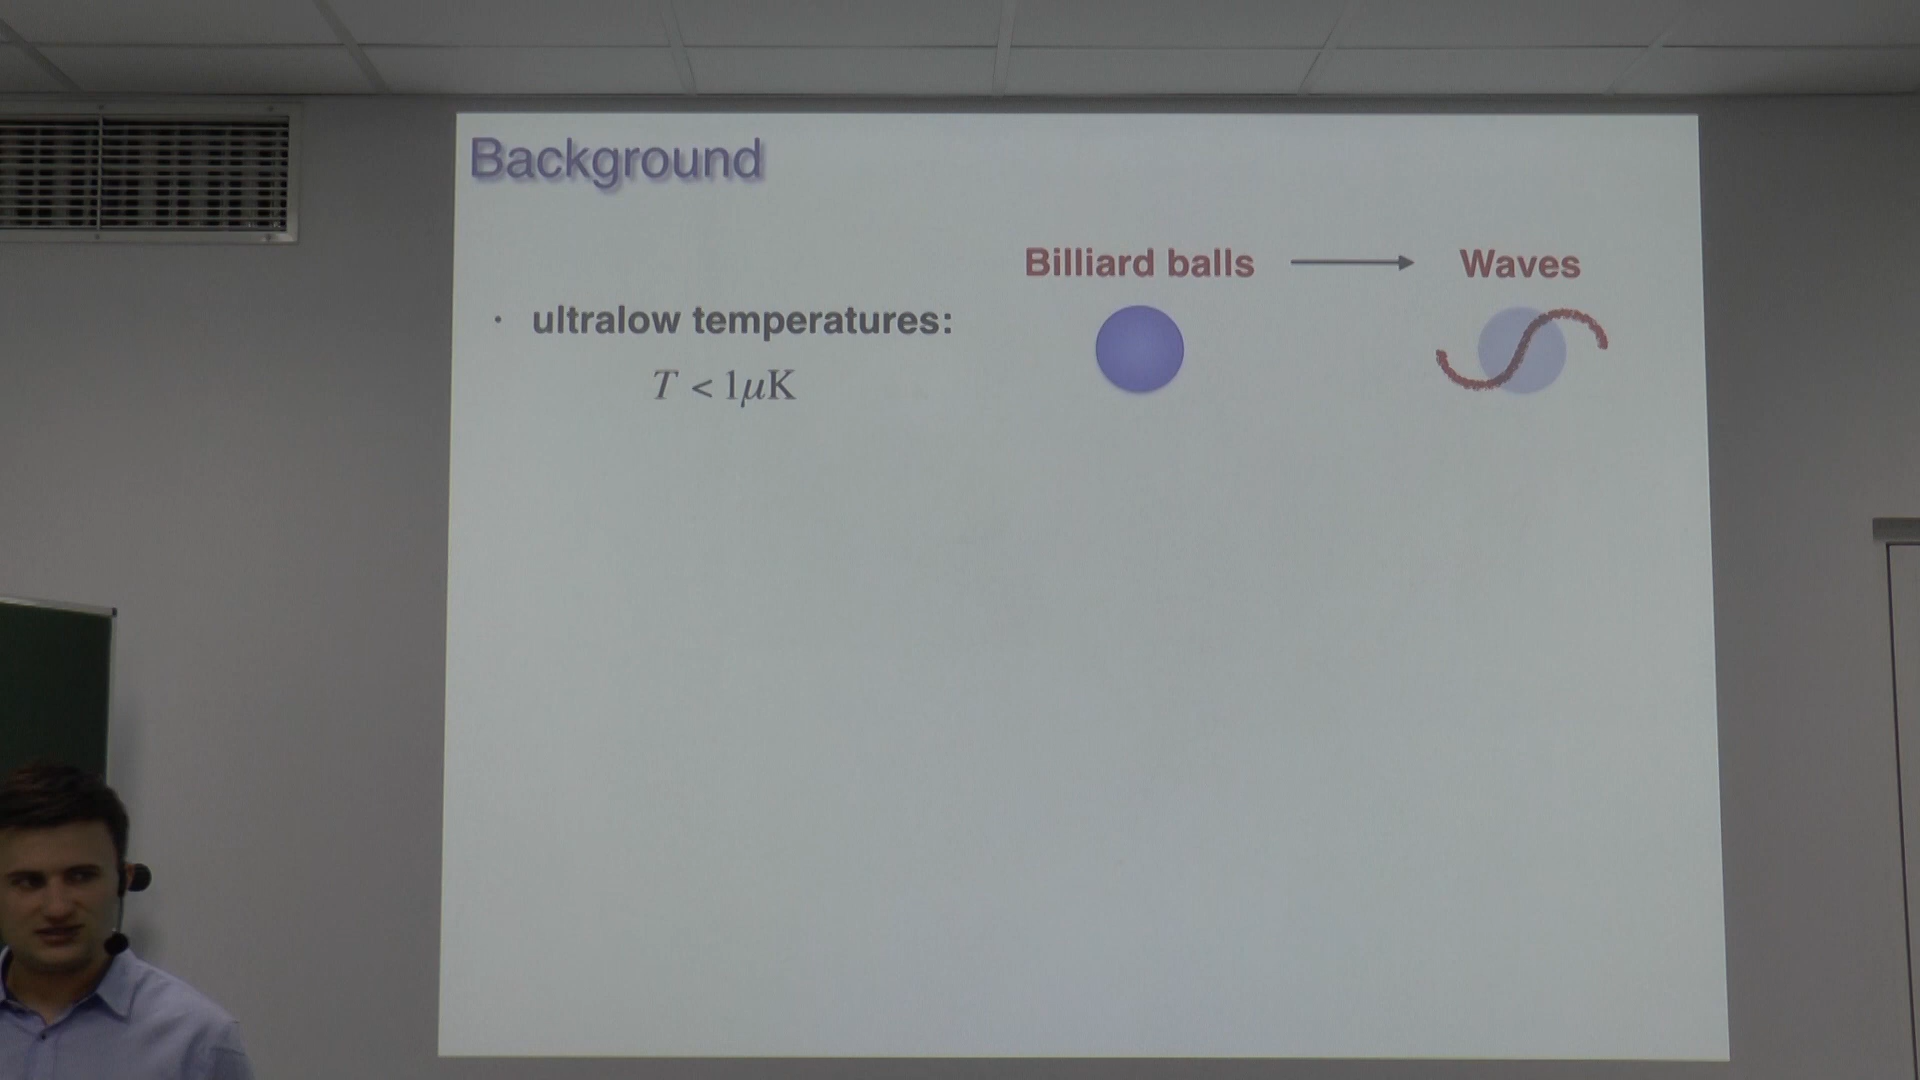 Background
Billiard balls → Waves
· ultralow temperatures:
T < 1μK